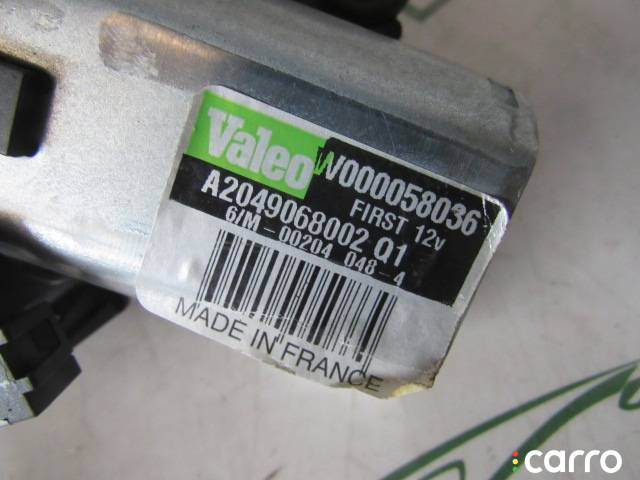 Valeo W000058036
FIRST 12v
A2049068002 Q1
6/M-00204 048-4
MADE IN FRANCE
carro